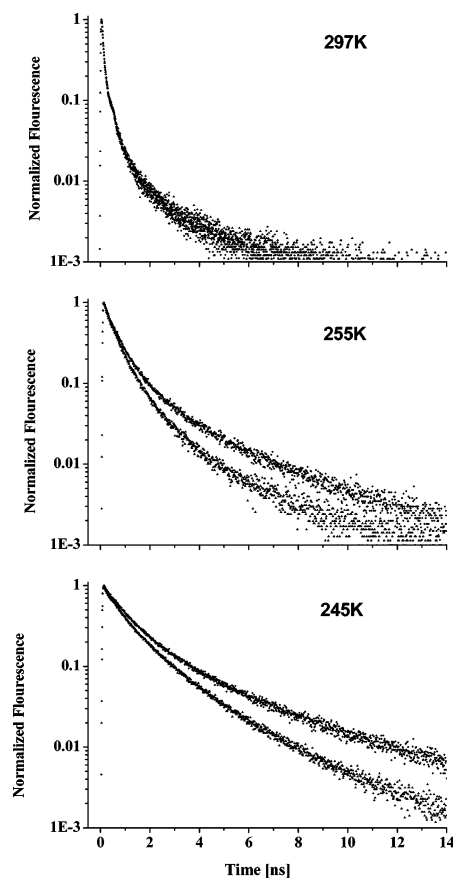 297K
Normalized Flourescence
1
0.1
0.01
1E-3
255K
Normalized Flourescence
1
0.1
0.01
1E-3
245K
Normalized Flourescence
1
0.1
0.01
1E-3
0 2 4 6 8 10 12 14
Time [ns]